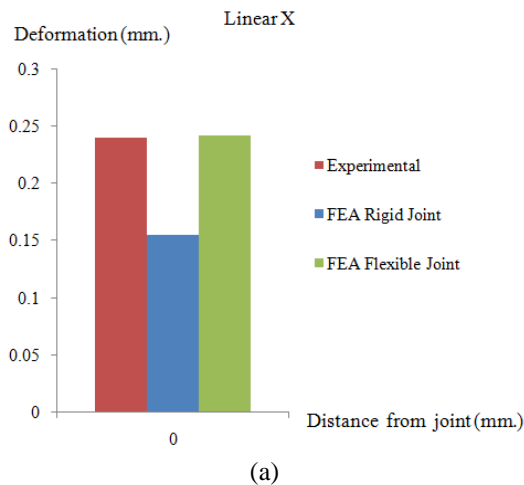 Linear X
Deformation (mm.)
0.3
0.25
0.2
0.15
0.1
0.05
0
0
Experimental
FEA Rigid Joint
FEA Flexible Joint
Distance from joint (mm.)
(a)